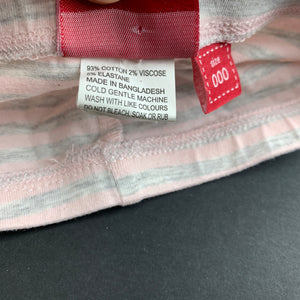 93% COTTON 2% VISCOSE
5% ELASTANE
MADE IN BANGLADESH
COLD GENTLE MACHINE
WASH WITH LIKE COLOURS
DO NOT BLEACH/SOAK OR RUB
size
000